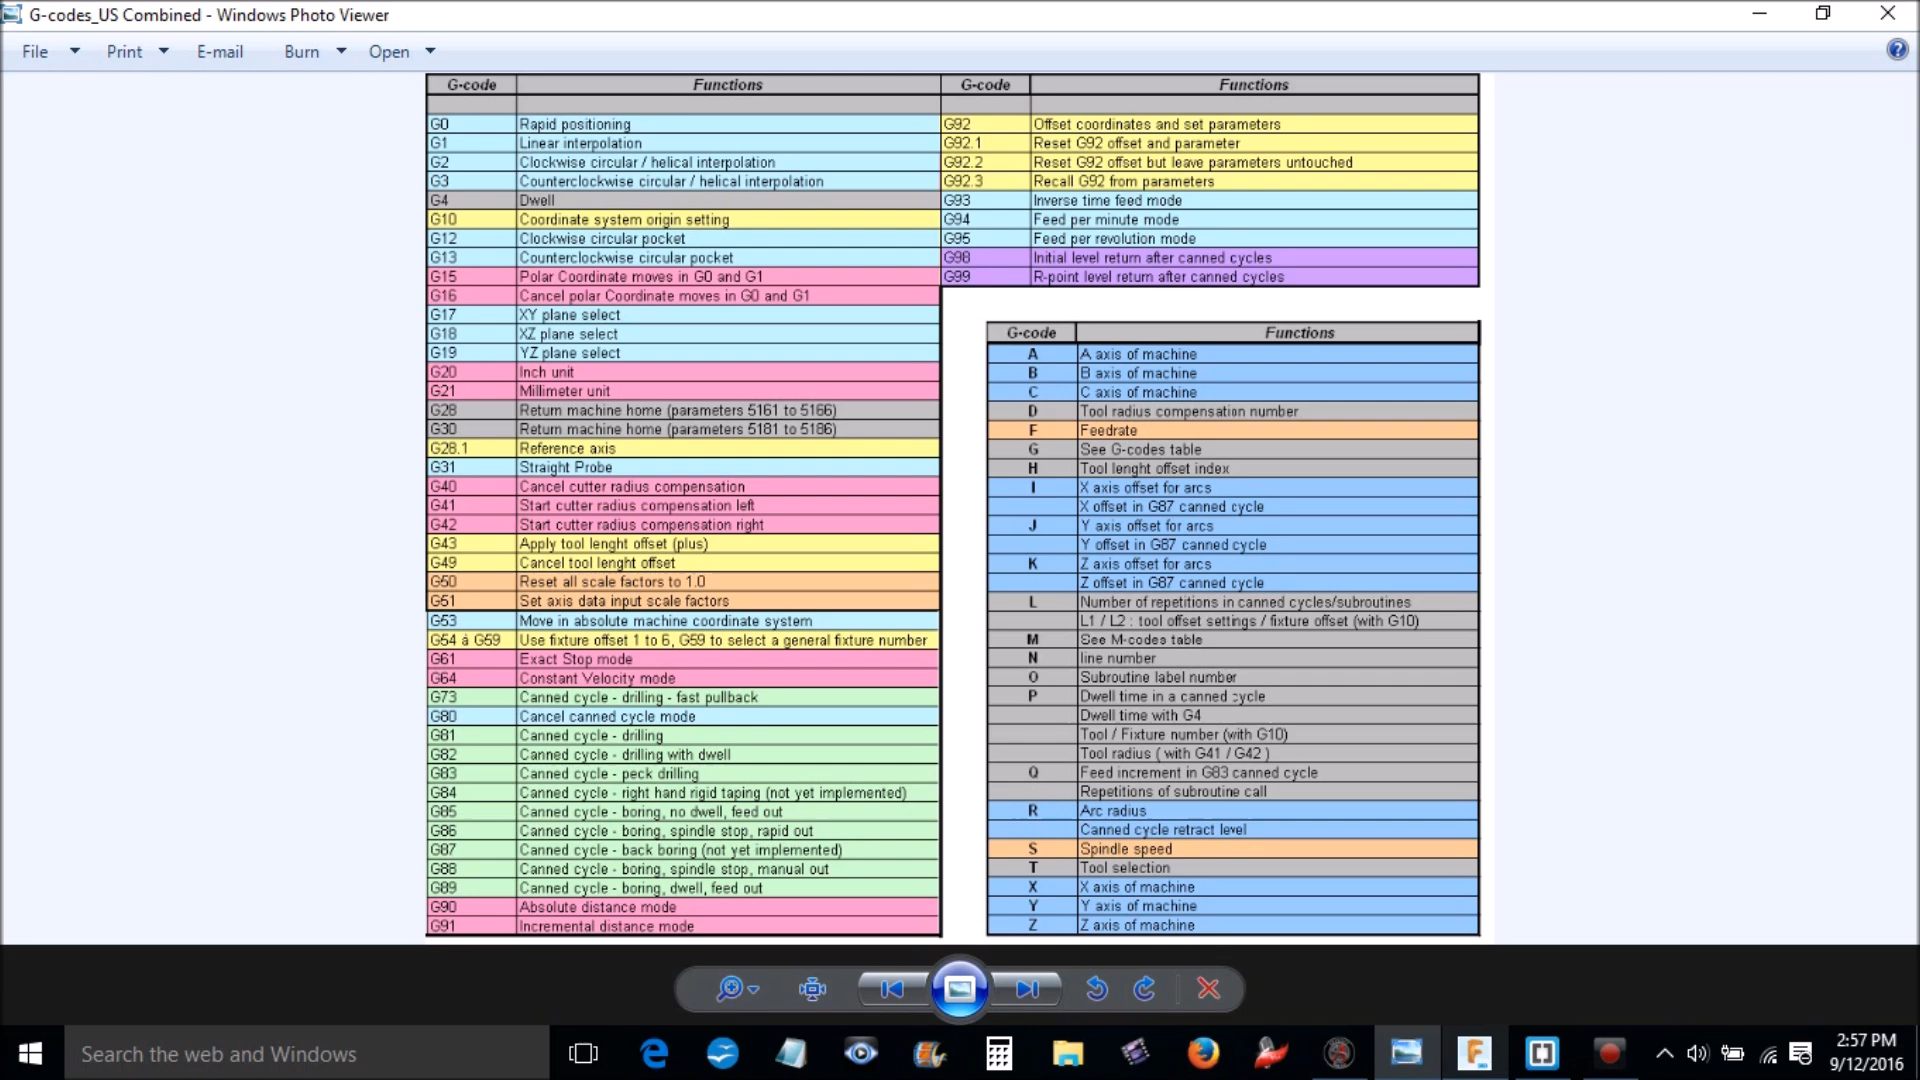 G-codes_US Combined - Windows Photo Viewer
File Print E-mail Burn Open
G-code Functions
G0 Rapid positioning
G1 Linear interpolation
G2 Clockwise circular / helical interpolation
G3 Counterclockwise circular / helical interpolation
G4 Dwell
G10 Coordinate system origin setting
G12 Clockwise circular pocket
G13 Counterclockwise circular pocket
G15 Polar Coordinate moves in G0 and G1
G16 Cancel polar Coordinate moves in G0 and G1
G17 XY plane select
G18 XZ plane select
G19 YZ plane select
G20 Inch unit
G21 Millimeter unit
G28 Return machine home (parameters 5161 to 5166)
G30 Return machine home (parameters 5181 to 5186)
G28.1 Reference axis
G31 Straight Probe
G40 Cancel cutter radius compensation
G41 Start cutter radius compensation left
G42 Start cutter radius compensation right
G43 Apply tool lenght offset (plus)
G49 Cancel tool lenght offset
G50 Reset all scale factors to 1.0
G51 Set axis data input scale factors
G53 Move in absolute machine coordinate system
G54 á G59 Use fixture offset 1 to 6, G59 to select a general fixture number
G61 Exact Stop mode
G64 Constant Velocity mode
G73 Canned cycle - drilling - fast pullback
G80 Cancel canned cycle mode
G81 Canned cycle - drilling
G82 Canned cycle - drilling with dwell
G83 Canned cycle - peck drilling
G84 Canned cycle - right hand rigid taping (not yet implemented)
G85 Canned cycle - boring, no dwell, feed out
G86 Canned cycle - boring, spindle stop, rapid out
G87 Canned cycle - back boring (not yet implemented)
G88 Canned cycle - boring, spindle stop, manual out
G89 Canned cycle - boring, dwell, feed out
G90 Absolute distance mode
G91 Incremental distance mode
G-code Functions
G92 Offset coordinates and set parameters
G92.1 Reset G92 offset and parameter
G92.2 Reset G92 offset but leave parameters untouched
G92.3 Recall G92 from parameters
G93 Inverse time feed mode
G94 Feed per minute mode
G95 Feed per revolution mode
G98 Initial level return after canned cycles
G99 R-point level return after canned cycles
G-code Functions
A A axis of machine
B B axis of machine
C C axis of machine
D Tool radius compensation number
F Feedrate
G See G-codes table
H Tool lenght offset index
I X axis offset for arcs
X offset in G87 canned cycle
J Y axis offset for arcs
Y offset in G87 canned cycle
K Z axis offset for arcs
Z offset in G87 canned cycle
L Number of repetitions in canned cycles/subroutines
L1 / L2 : tool offset settings / fixture offset (with G10)
M See M-codes table
N line number
O Subroutine label number
P Dwell time in a canned cycle
Dwell time with G4
Tool / Fixture number (with G10)
Tool radius ( with G41 / G42 )
Q Feed increment in G83 canned cycle
Repetitions of subroutine call
R Arc radius
Canned cycle retract level
S Spindle speed
T Tool selection
X X axis of machine
Y Y axis of machine
Z Z axis of machine
Search the web and Windows
2:57 PM
9/12/2016